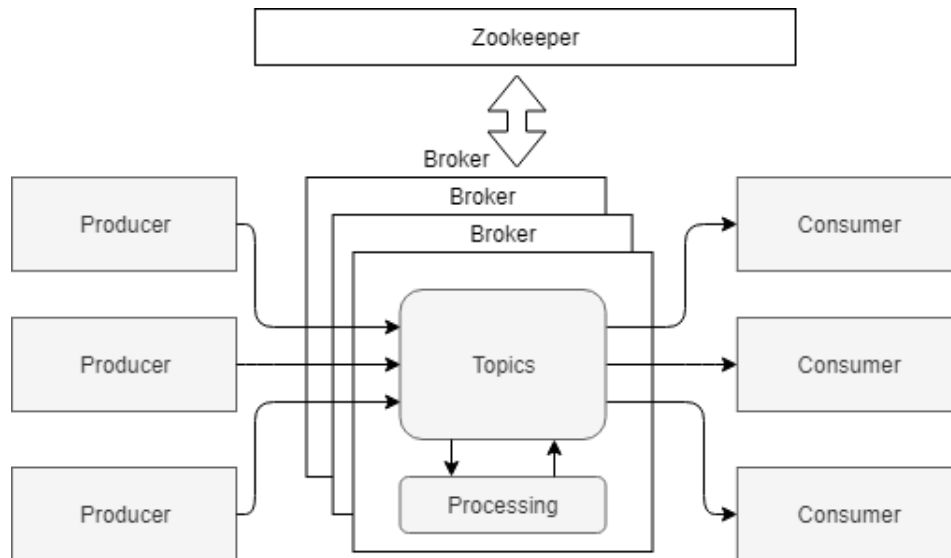 Zookeeper
Broker
Broker
Broker
Producer
Consumer
Producer
Topics
Consumer
Processing
Producer
Consumer